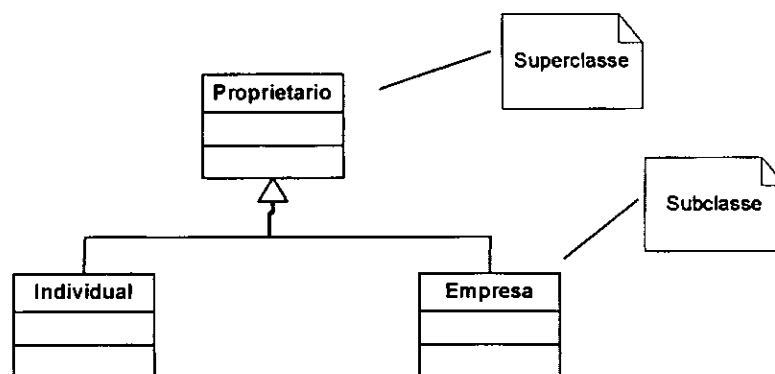 Superclasse
Proprietario
Subclasse
Individual
Empresa